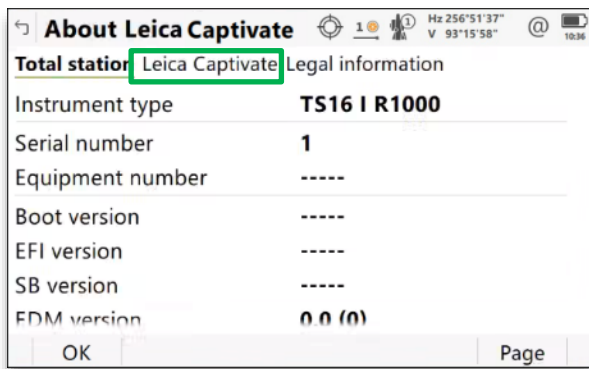 About Leica Captivate 1 1 Hz 256°51'37" @
V 93°15'58" 10:36
Total station Leica Captivate Legal information
Instrument type TS16 I R1000
Serial number 1
Equipment number -----
Boot version -----
EFI version -----
SB version -----
EDM version 0.0 (0)
OK Page